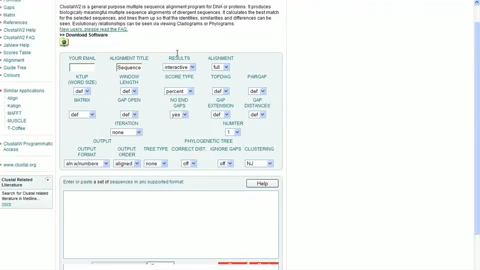 ClustalW2 is a general purpose multiple sequence alignment program for DNA or proteins. It produces
biologically meaningful multiple sequence alignments of divergent sequences. It calculates the best match
for the selected sequences, and lines them up so that the identities, similarities and differences can be
seen. Evolutionary relationships can be seen via viewing Cladograms or Phylograms.
New users, please read the FAQ.
>> Download Software
Gaps
Matrix
References
ClustalW2 Help
ClustalW2 FAQ
Jalview Help
Scores Table
Alignment
Guide Tree
Colours
Similar Applications
Align
Kalign
MAFFT
MUSCLE
T-Coffee
ClustalW Programmatic
Access
www.clustal.org
Clustal Related
Literature
Search for Clustal related
literature in Medline...
YOUR EMAIL ALIGNMENT TITLE RESULTS ALIGNMENT
Sequence interactive full
KTUP (WORD SIZE) WINDOW LENGTH SCORE TYPE TOPDIAG PAIRGAP
def def percent def def
MATRIX GAP OPEN NO END GAPS GAP EXTENSION GAP DISTANCES
def def yes def def
ITERATION NUMITER
none 1
OUTPUT PHYLOGENETIC TREE
OUTPUT FORMAT OUTPUT ORDER TREE TYPE CORRECT DIST. IGNORE GAPS CLUSTERING
aln w/numbers aligned none off off NJ
Enter or paste a set of sequences in any supported format:
Help